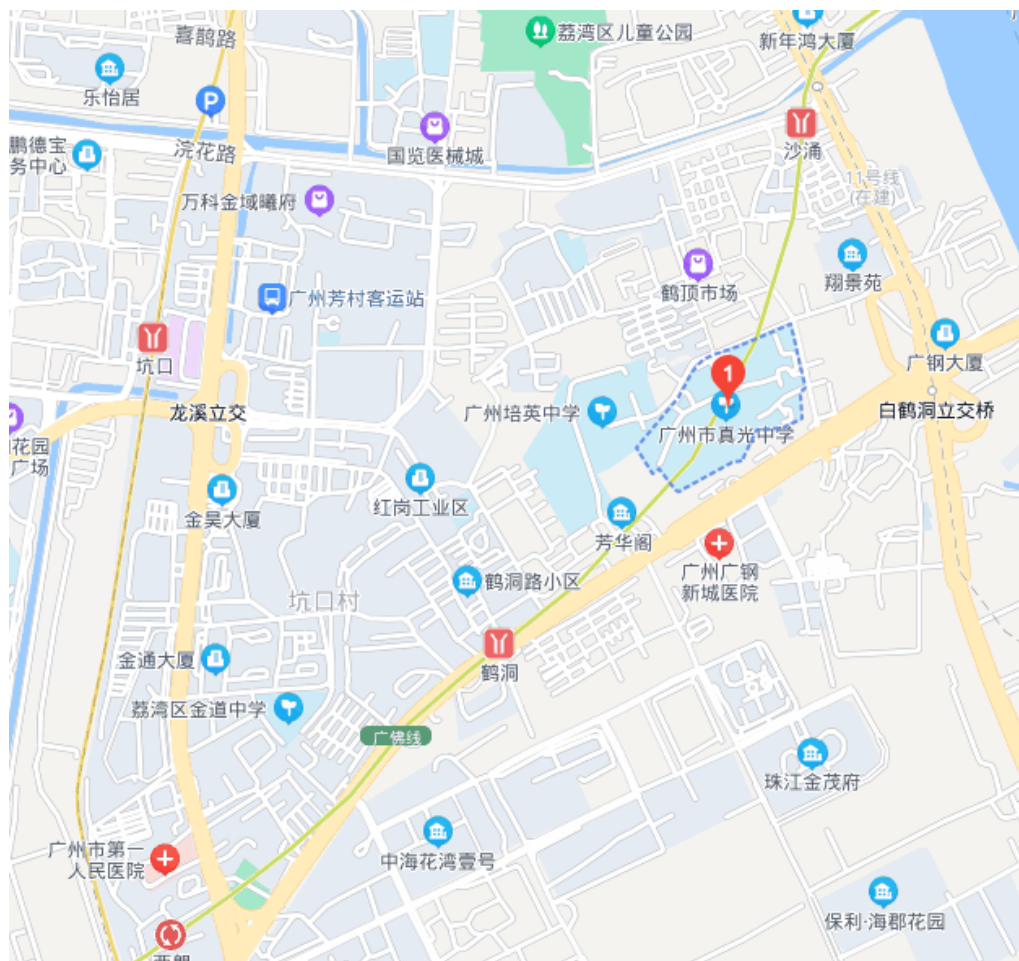 喜鹊路
荔湾区儿童公园
新年鸿大厦
乐怡居
P
鹏德宝
务中心
浣花路
国览医械城
沙涌
11号线
(在建)
万科金域曦府
鹤顶市场
翔景苑
广州芳村客运站
坑口
广钢大厦
1
龙溪立交
广州培英中学
白鹤洞立交桥
广州市真光中学
花园
广场
红岗工业区
金昊大厦
芳华阁
广州广钢
新城医院
鹤洞路小区
坑口村
金通大厦
鹤洞
荔湾区金道中学
广佛线
珠江金茂府
广州市第一
人民医院
中海花湾壹号
保利·海郡花园
西朗